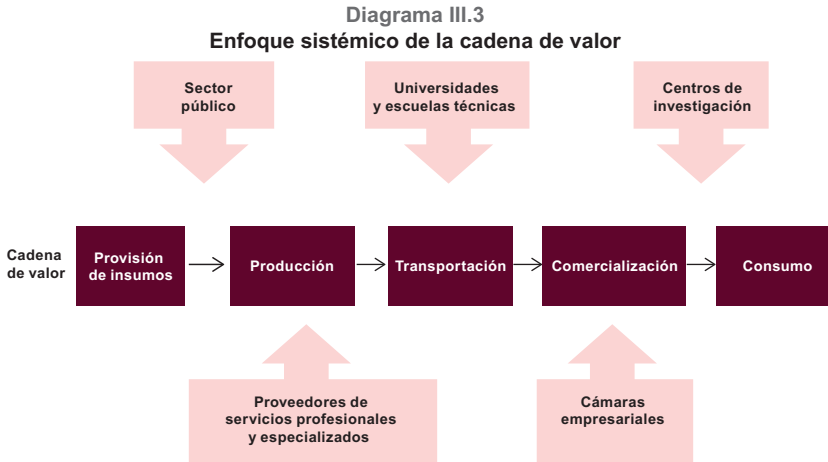 Diagrama III.3
Enfoque sistémico de la cadena de valor
Sector
público
Universidades
y escuelas técnicas
Centros de
investigación
Cadena
de valor
Provisión
de insumos
Producción
Transportación
Comercialización
Consumo
Proveedores de
servicios profesionales
y especializados
Cámaras
empresariales